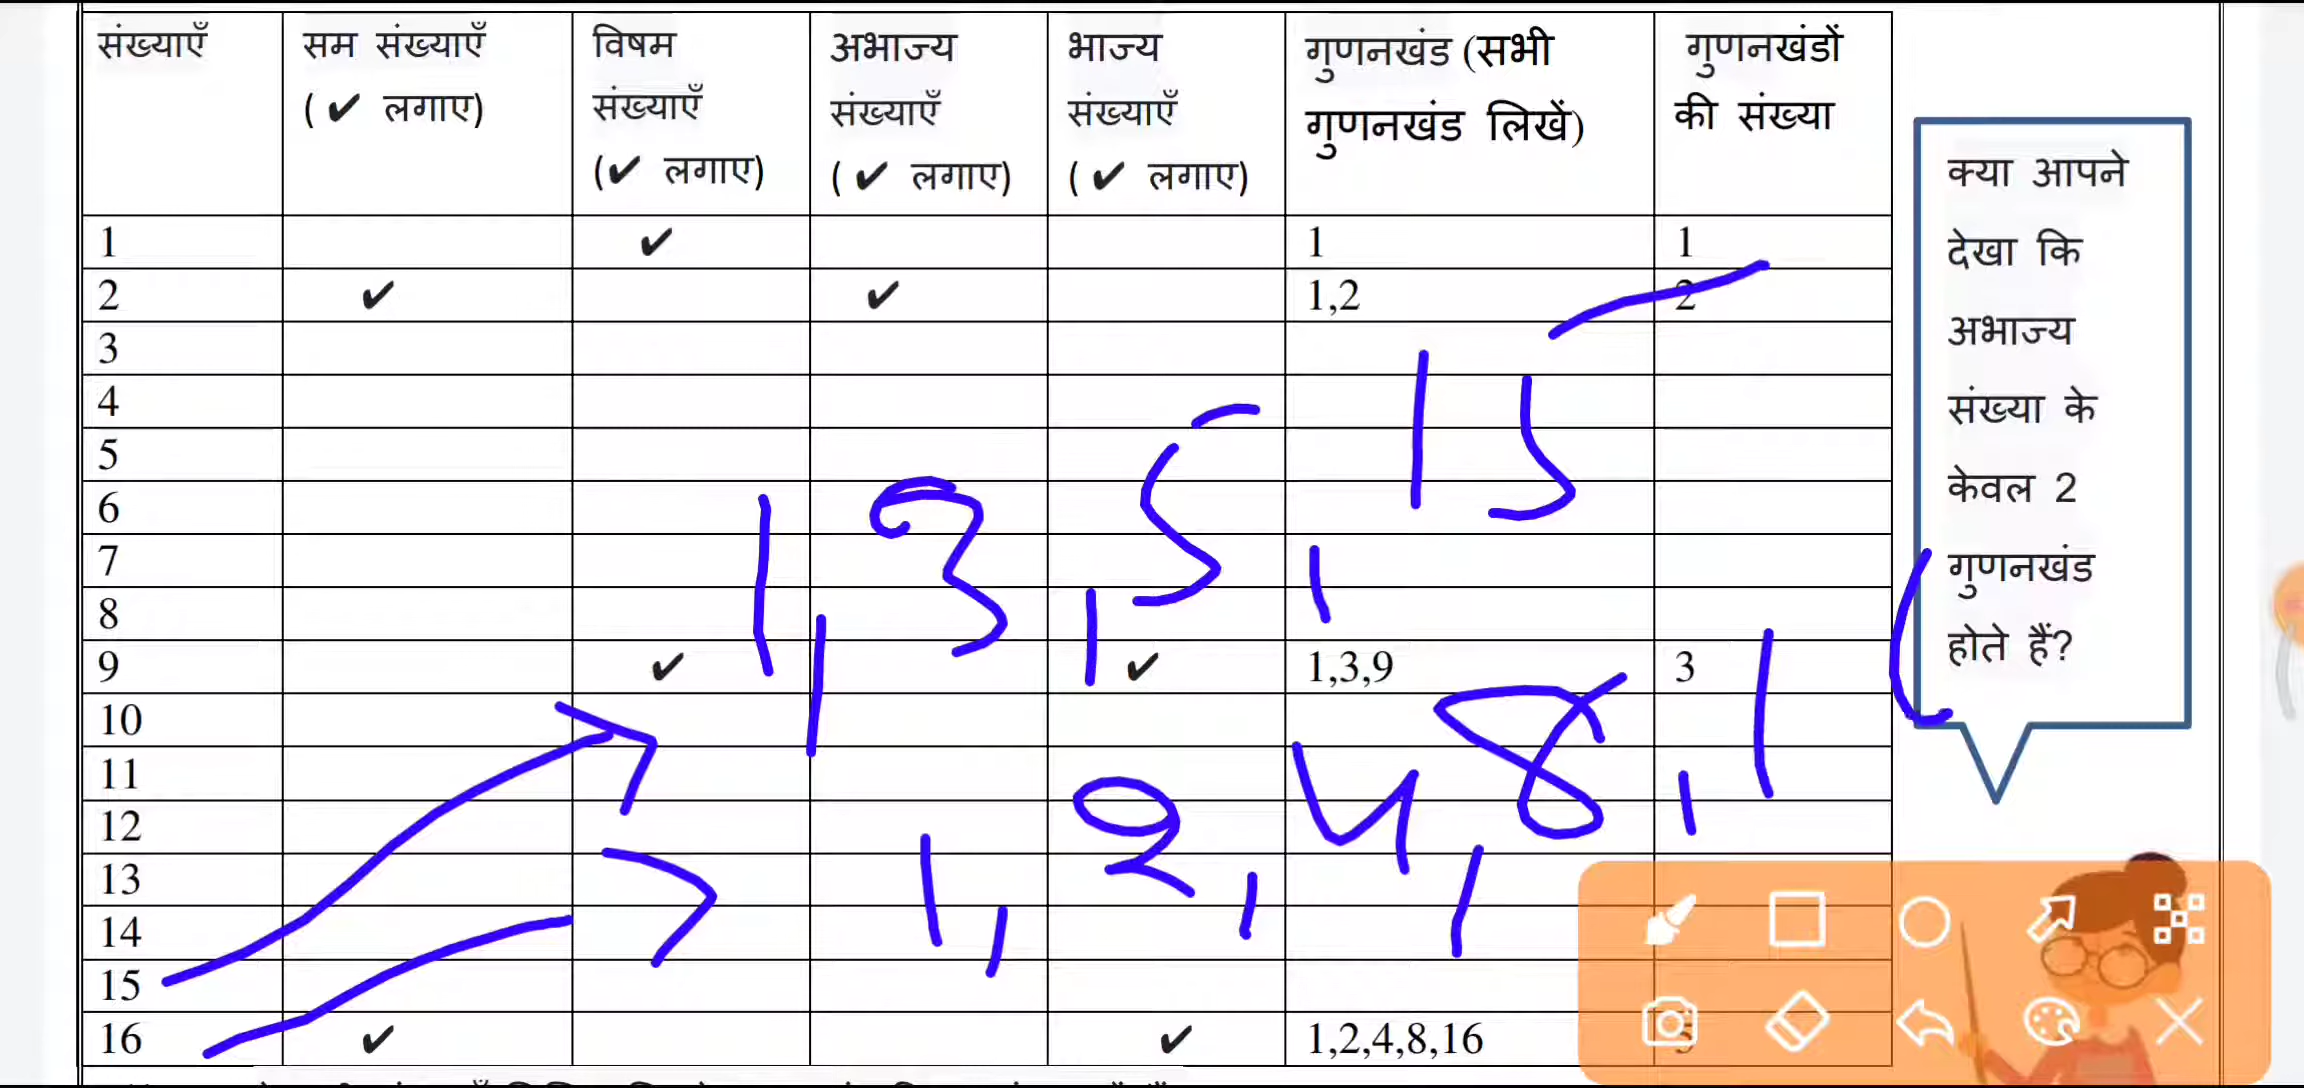 संख्याएँ सम संख्याएँ विषम अभाज्य भाज्य गुणनखंड (सभी गुणनखंडों
( ✔ लगाए) संख्याएँ संख्याएँ संख्याएँ गुणनखंड लिखें) की संख्या
(✔ लगाए) ( ✔ लगाए) ( ✔ लगाए)
1 ✔ 1 1
2 ✔ ✔ 1,2 2
3
4
5
6
7
8
9 ✔ ✔ 1,3,9 3
10
11
12
13
14
15
16 ✔ ✔ 1,2,4,8,16 5
क्या आपने
देखा कि
अभाज्य
संख्या के
केवल 2
गुणनखंड
होते हैं?
1, 3, 5, 15
1, 2, 4, 8, 1